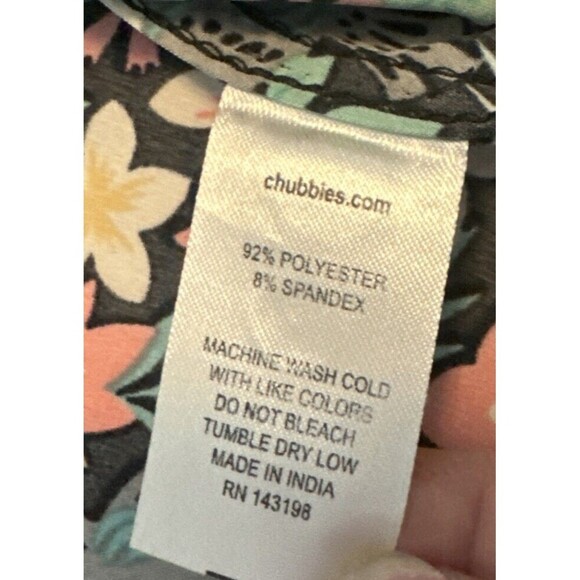 chubbies.com
92% POLYESTER
8% SPANDEX
MACHINE WASH COLD
WITH LIKE COLORS
DO NOT BLEACH
TUMBLE DRY LOW
MADE IN INDIA
RN 143198